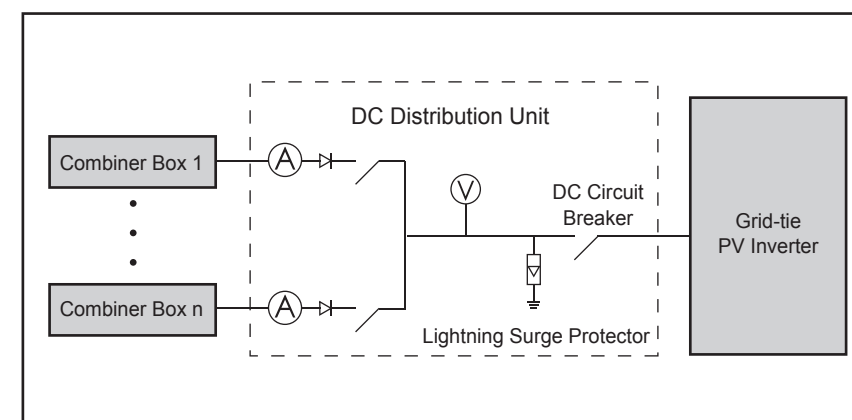 DC Distribution Unit
Combiner Box 1
A
V
DC Circuit
Breaker
Grid-tie
PV Inverter
Combiner Box n
A
Lightning Surge Protector